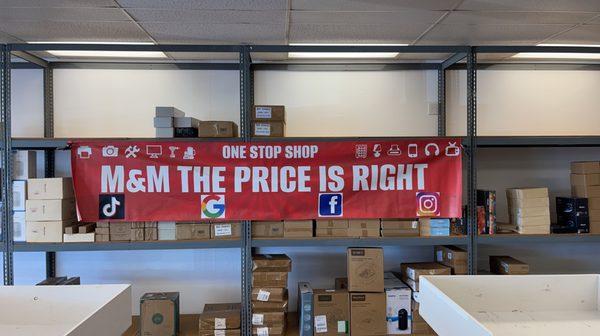 ONE STOP SHOP
M&M THE PRICE IS RIGHT